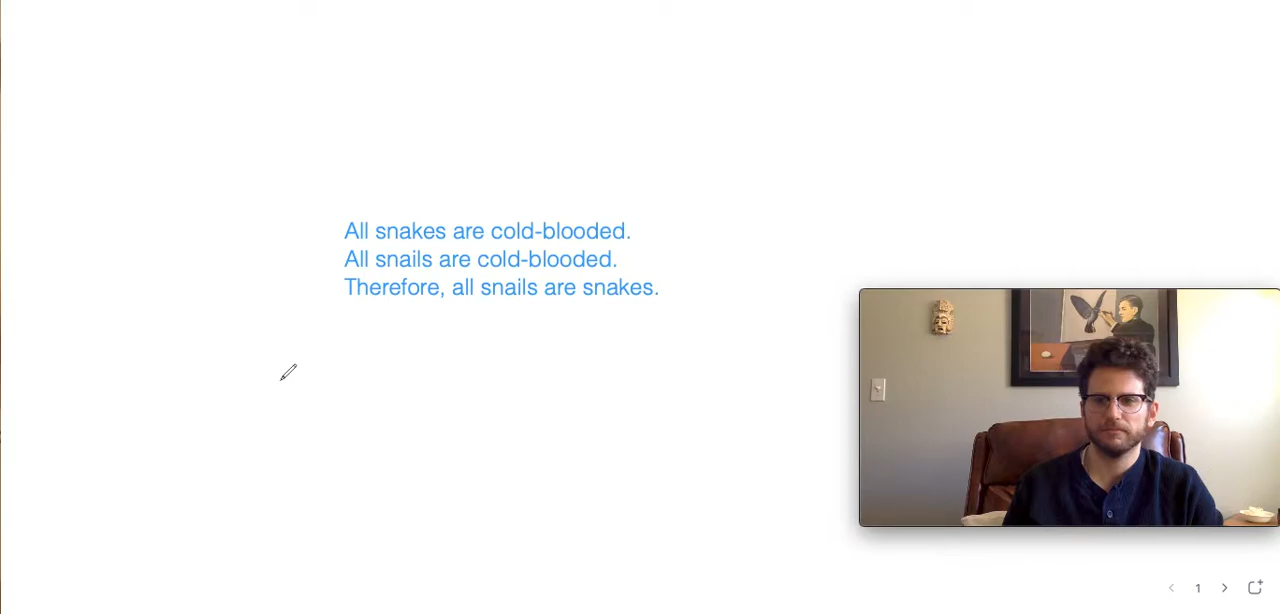 All snakes are cold-blooded.
All snails are cold-blooded.
Therefore, all snails are snakes.
1